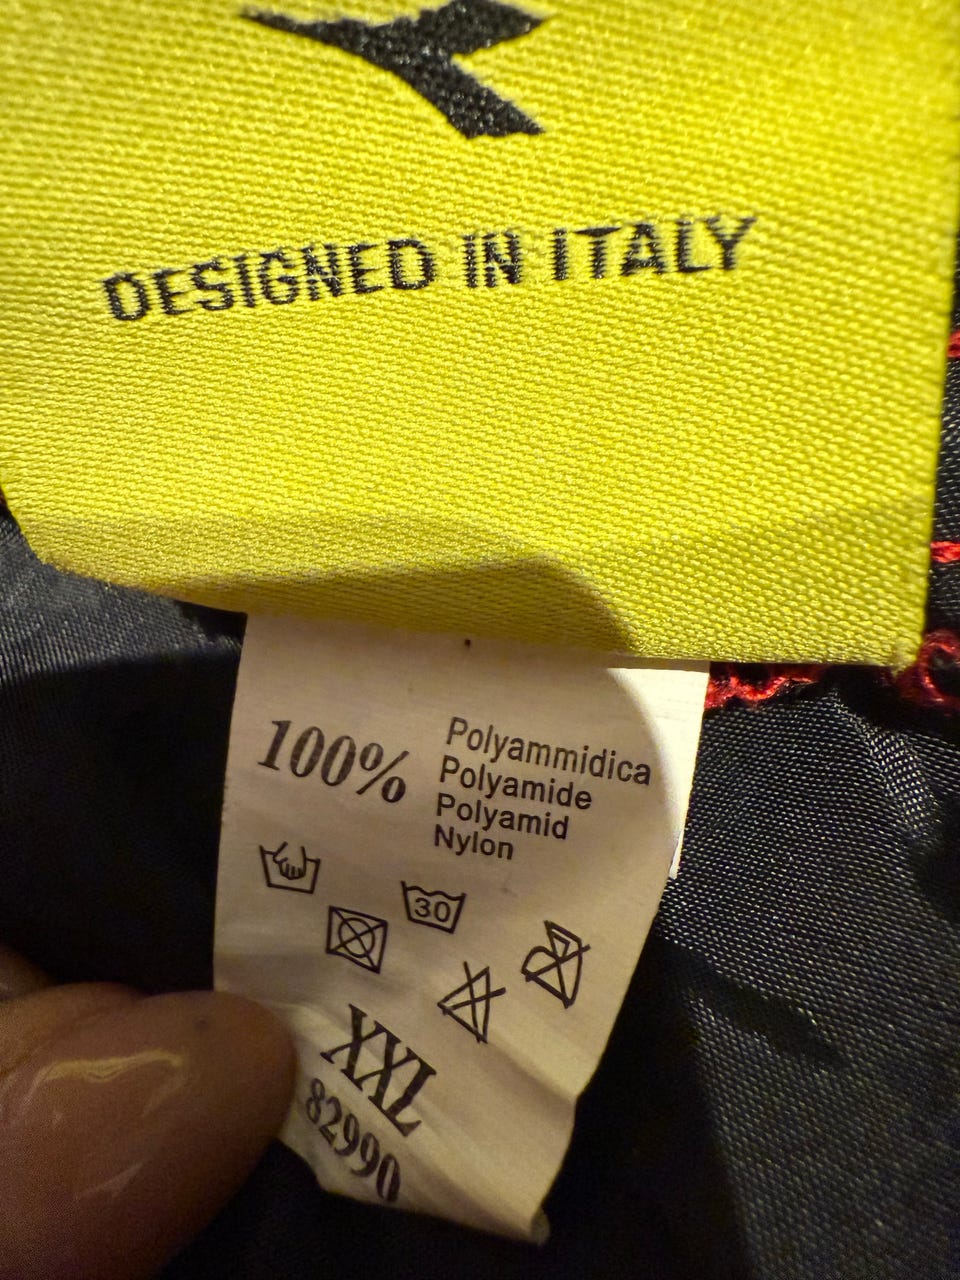 DESIGNED IN ITALY
100%
Polyammidica
Polyamide
Polyamid
Nylon
30
XXL
82990